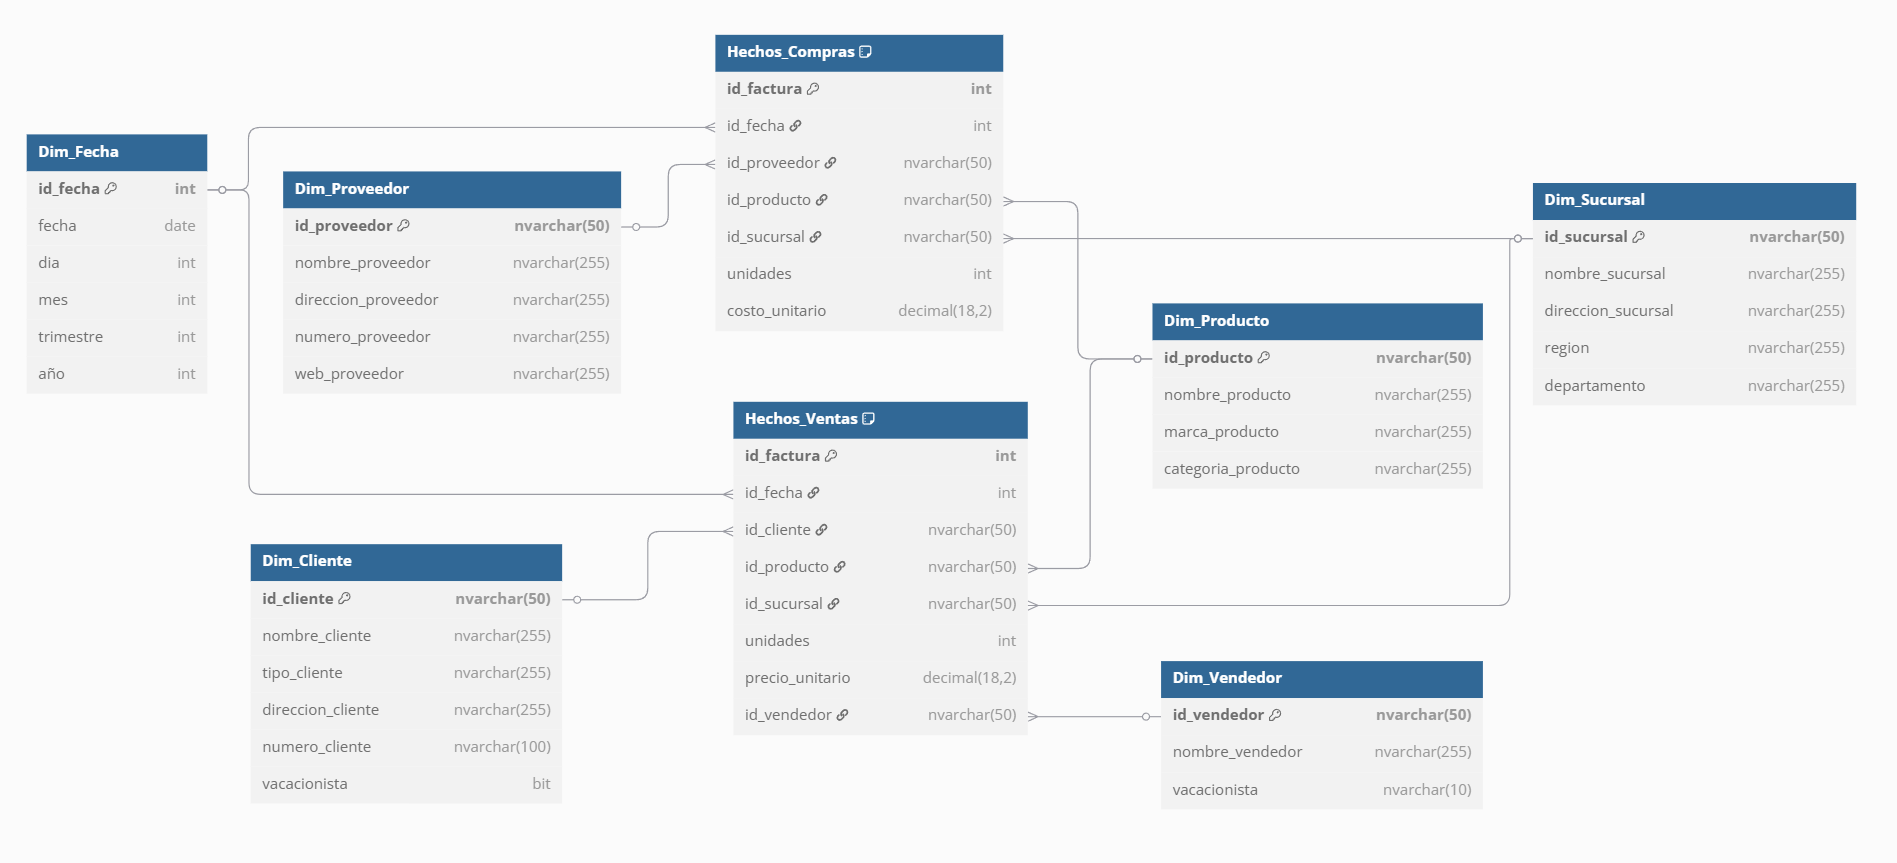 Hechos_Compras
id_factura int
id_fecha int
id_proveedor nvarchar(50)
id_producto nvarchar(50)
id_sucursal nvarchar(50)
unidades int
costo_unitario decimal(18,2)
Dim_Fecha
id_fecha int
fecha date
dia int
mes int
trimestre int
año int
Dim_Proveedor
id_proveedor nvarchar(50)
nombre_proveedor nvarchar(255)
direccion_proveedor nvarchar(255)
numero_proveedor nvarchar(255)
web_proveedor nvarchar(255)
Dim_Sucursal
id_sucursal nvarchar(50)
nombre_sucursal nvarchar(255)
direccion_sucursal nvarchar(255)
region nvarchar(255)
departamento nvarchar(255)
Dim_Producto
id_producto nvarchar(50)
nombre_producto nvarchar(255)
marca_producto nvarchar(255)
categoria_producto nvarchar(255)
Hechos_Ventas
id_factura int
id_fecha int
id_cliente nvarchar(50)
id_producto nvarchar(50)
id_sucursal nvarchar(50)
unidades int
precio_unitario decimal(18,2)
id_vendedor nvarchar(50)
Dim_Cliente
id_cliente nvarchar(50)
nombre_cliente nvarchar(255)
tipo_cliente nvarchar(255)
direccion_cliente nvarchar(255)
numero_cliente nvarchar(100)
vacacionista bit
Dim_Vendedor
id_vendedor nvarchar(50)
nombre_vendedor nvarchar(255)
vacacionista nvarchar(10)